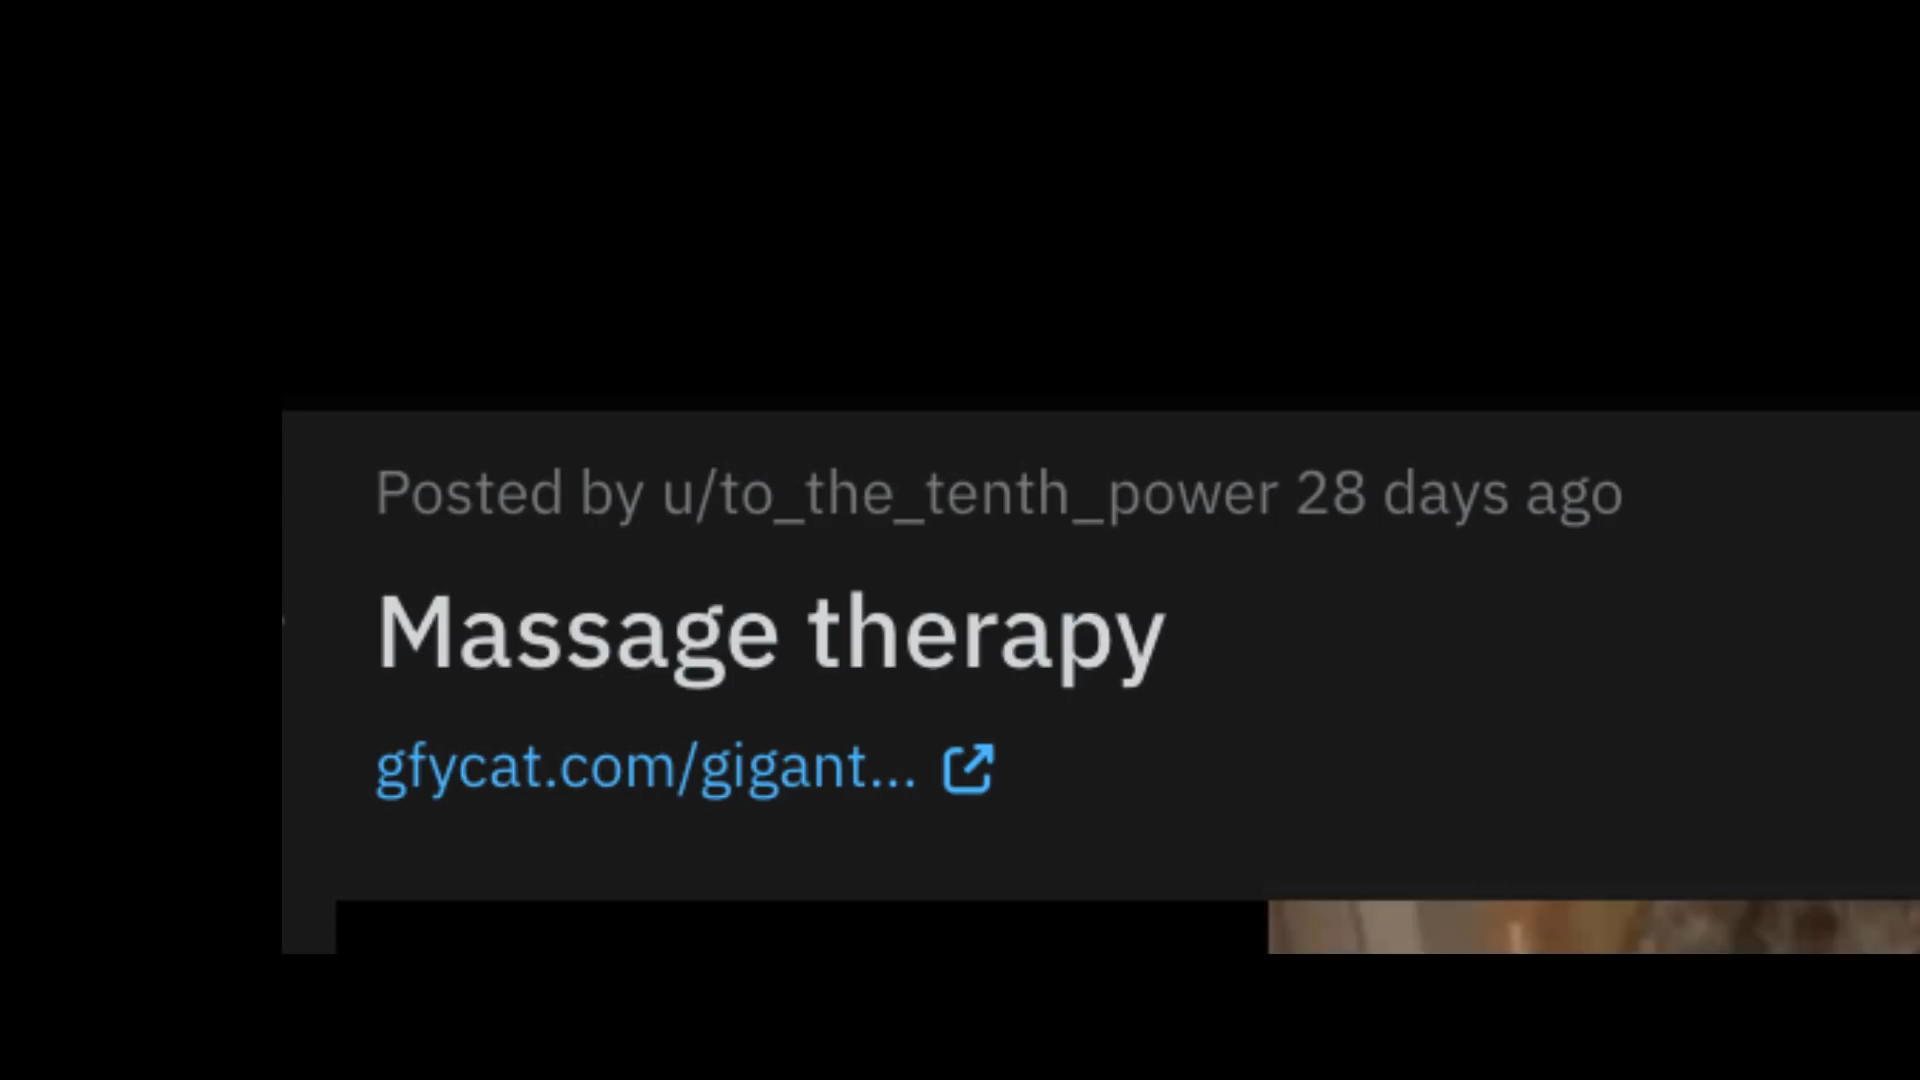 Posted by u/to_the_tenth_power 28 days ago
Massage therapy
gfycat.com/gigant...